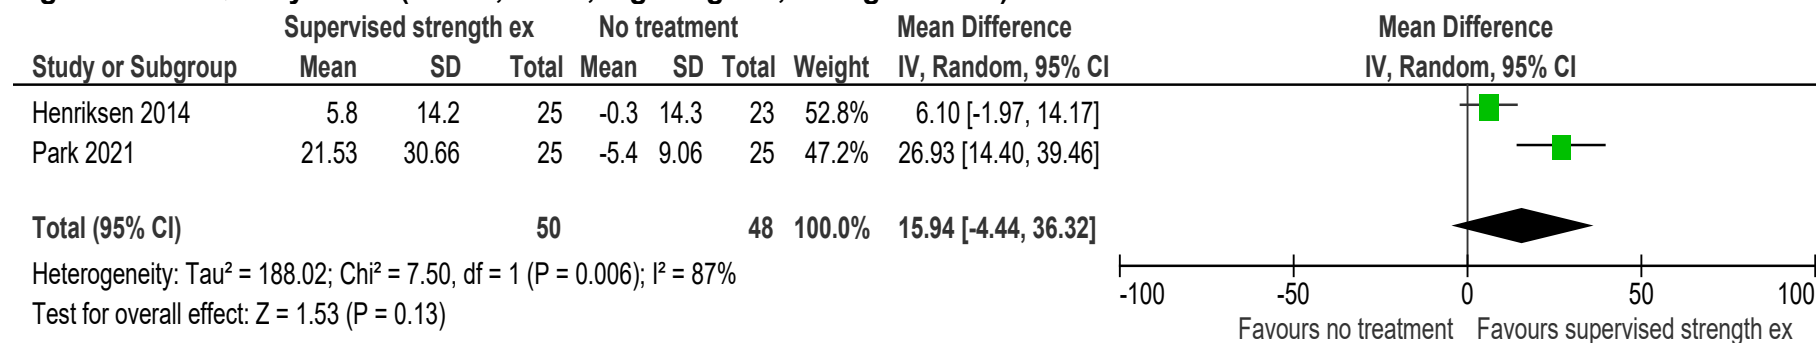 Supervised strength ex No treatment Mean Difference Mean Difference
Study or Subgroup Mean SD Total Mean SD Total Weight IV, Random, 95% CI IV, Random, 95% CI
Henriksen 2014 5.8 14.2 25 -0.3 14.3 23 52.8% 6.10 [-1.97, 14.17]
Park 2021 21.53 30.66 25 -5.4 9.06 25 47.2% 26.93 [14.40, 39.46]
Total (95% CI) 50 48 100.0% 15.94 [-4.44, 36.32]
Heterogeneity: Tau² = 188.02; Chi² = 7.50, df = 1 (P = 0.006); I² = 87%
Test for overall effect: Z = 1.53 (P = 0.13)
-100 -50 0 50 100
Favours no treatment Favours supervised strength ex